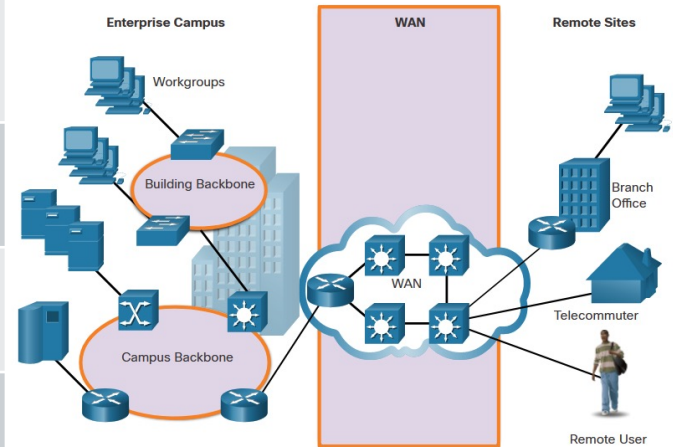 Enterprise Campus
WAN
Remote Sites
Workgroups
Building Backbone
Branch
Office
WAN
Telecommuter
Campus Backbone
Remote User